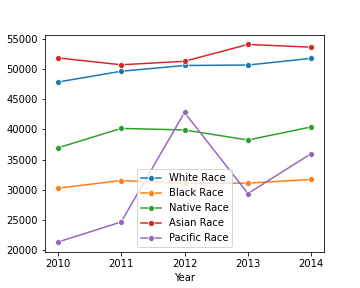 55000
50000
45000
40000
35000
30000
25000
20000
White Race
Black Race
Native Race
Asian Race
Pacific Race
2010 2011 2012 2013 2014
Year